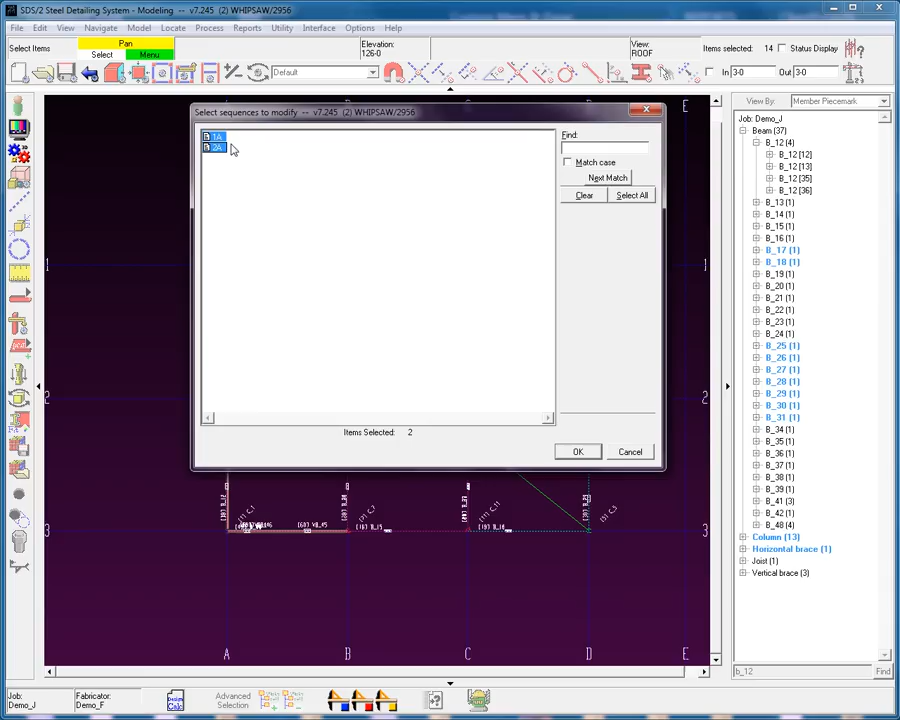 SDS/2 Steel Detailing System - Modeling -- v7.245 (2) WHIPSAW/2956
File Edit View Navigate Member Model Locate Process Reports Utility Interface Options Help
Select Items
Pan
Select Menu
Elevation:
126-0
View:
ROOF
Items selected: 14
Status Display
Default
In 3-0
Out 3-0
Select sequences to modify -- v7.245 (2) WHIPSAW/2956
1A
2A
Find:
Match case
Next Match
Clear Select All
Items Selected: 2
OK Cancel
E
1 1
2 2
3 3
A B C D E
View By: Member Piecemark
Job: Demo_J
Beam (37)
B_12 (4)
B_12 [12]
B_12 [13]
B_12 [35]
B_12 [36]
B_13 (1)
B_14 (1)
B_15 (1)
B_16 (1)
B_17 (1)
B_18 (1)
B_19 (1)
B_20 (1)
B_21 (1)
B_22 (1)
B_23 (1)
B_24 (1)
B_25 (1)
B_26 (1)
B_27 (1)
B_28 (1)
B_29 (1)
B_30 (1)
B_31 (1)
B_34 (1)
B_35 (1)
B_36 (1)
B_37 (1)
B_38 (1)
B_39 (1)
B_41 (3)
B_42 (1)
B_48 (4)
Column (13)
Horizontal brace (1)
Joist (1)
Vertical brace (3)
b_12 Find
Job:
Demo_J
Fabricator:
Demo_F
Design
Calc
Advanced
Selection